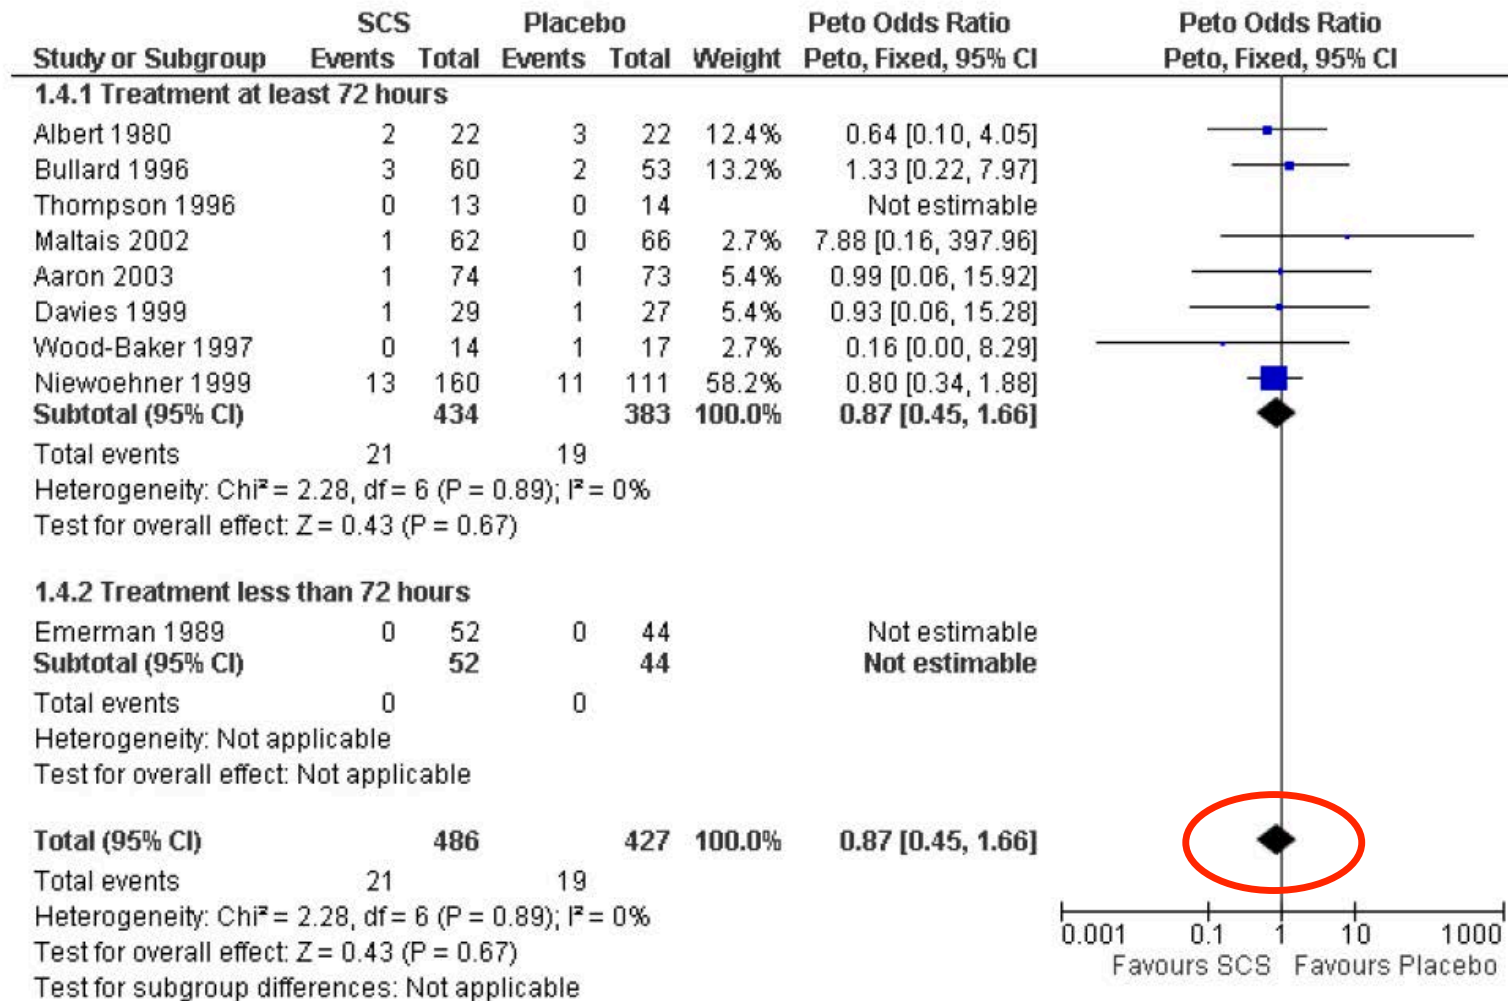 SCS Placebo Peto Odds Ratio Peto Odds Ratio
Study or Subgroup Events Total Events Total Weight Peto, Fixed, 95% CI Peto, Fixed, 95% CI
1.4.1 Treatment at least 72 hours
Albert 1980 2 22 3 22 12.4% 0.64 [0.10, 4.05]
Bullard 1996 3 60 2 53 13.2% 1.33 [0.22, 7.97]
Thompson 1996 0 13 0 14 Not estimable
Maltais 2002 1 62 0 66 2.7% 7.88 [0.16, 397.96]
Aaron 2003 1 74 1 73 5.4% 0.99 [0.06, 15.92]
Davies 1999 1 29 1 27 5.4% 0.93 [0.06, 15.28]
Wood-Baker 1997 0 14 1 17 2.7% 0.16 [0.00, 8.29]
Niewoehner 1999 13 160 11 111 58.2% 0.80 [0.34, 1.88]
Subtotal (95% CI) 434 383 100.0% 0.87 [0.45, 1.66]
Total events 21 19
Heterogeneity: Chi² = 2.28, df = 6 (P = 0.89); I² = 0%
Test for overall effect: Z = 0.43 (P = 0.67)
1.4.2 Treatment less than 72 hours
Emerman 1989 0 52 0 44 Not estimable
Subtotal (95% CI) 52 44 Not estimable
Total events 0 0
Heterogeneity: Not applicable
Test for overall effect: Not applicable
Total (95% CI) 486 427 100.0% 0.87 [0.45, 1.66]
Total events 21 19
Heterogeneity: Chi² = 2.28, df = 6 (P = 0.89); I² = 0%
Test for overall effect: Z = 0.43 (P = 0.67)
Test for subgroup differences: Not applicable
0.001 0.1 1 10 1000
Favours SCS Favours Placebo